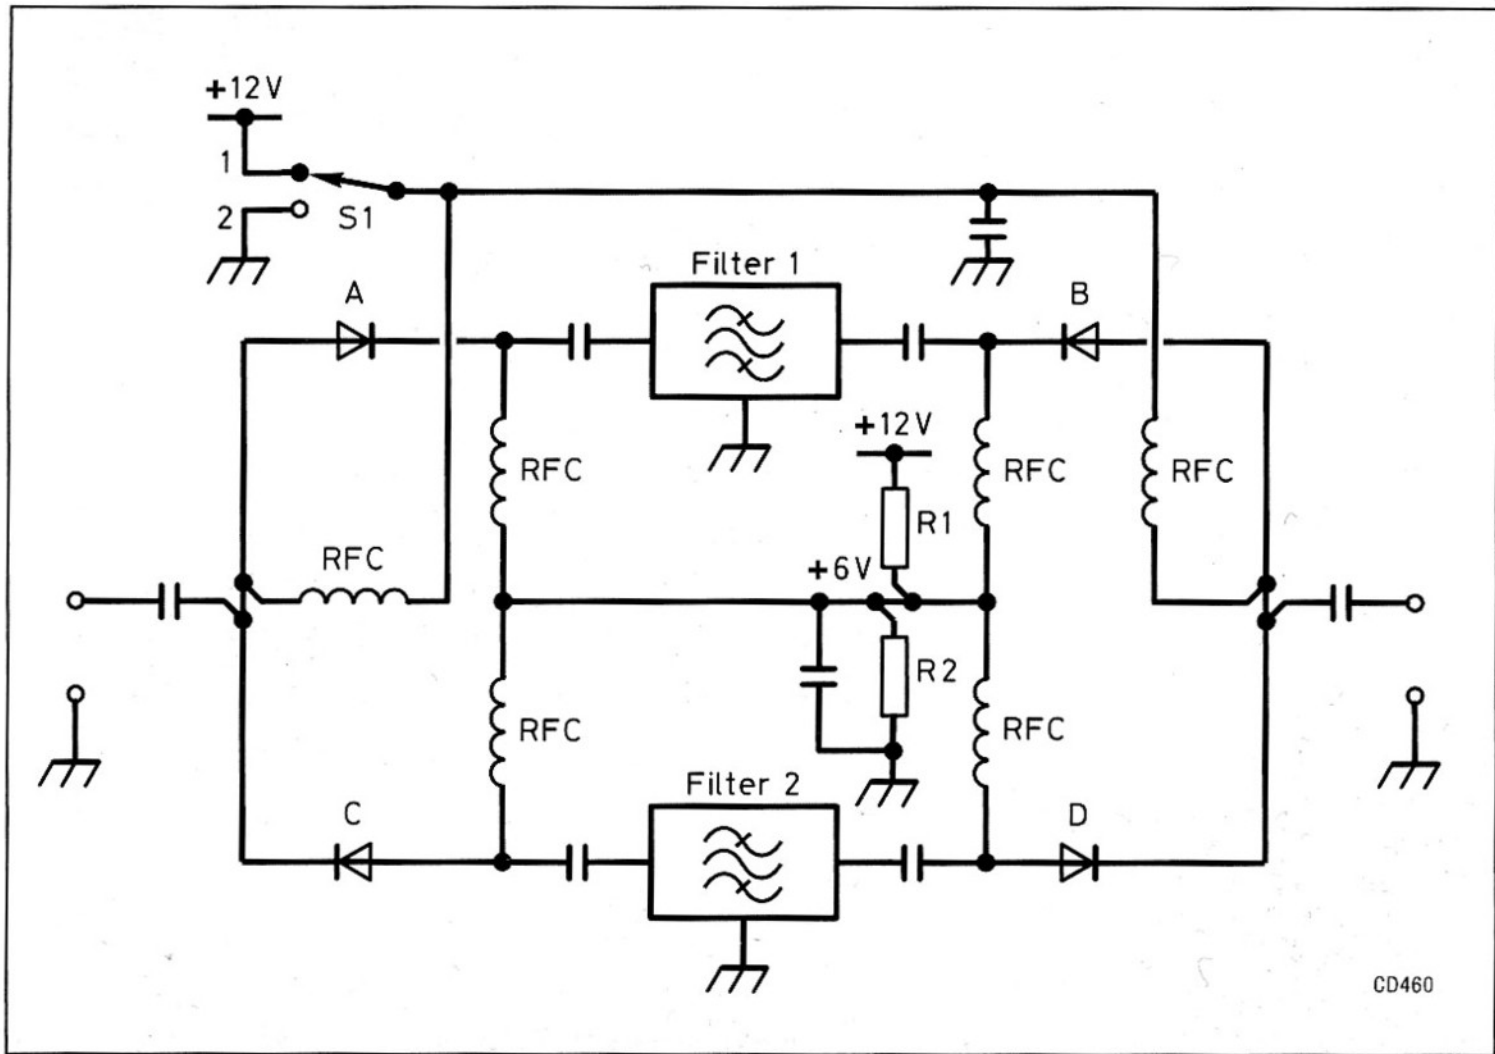 +12V
1
2
S1
A
Filter 1
B
+12V
RFC
RFC
RFC
R1
RFC
+6V
R2
RFC
RFC
C
Filter 2
D
CD460